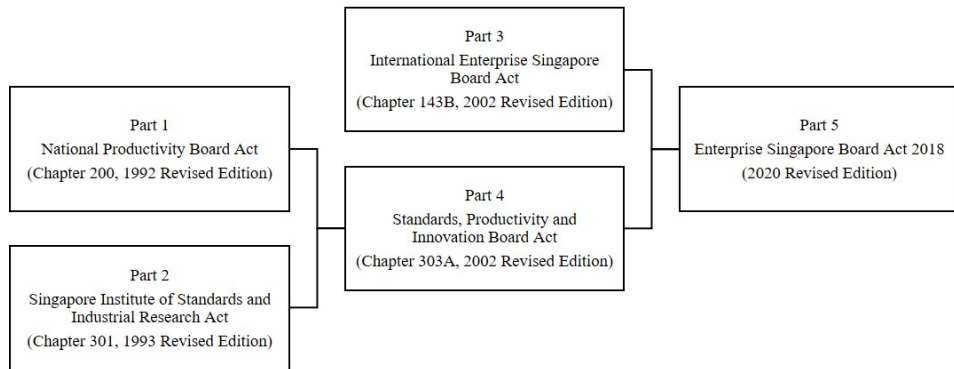 Part 1
National Productivity Board Act
(Chapter 200, 1992 Revised Edition)
Part 2
Singapore Institute of Standards and
Industrial Research Act
(Chapter 301, 1993 Revised Edition)
Part 3
International Enterprise Singapore
Board Act
(Chapter 143B, 2002 Revised Edition)
Part 4
Standards, Productivity and
Innovation Board Act
(Chapter 303A, 2002 Revised Edition)
Part 5
Enterprise Singapore Board Act 2018
(2020 Revised Edition)